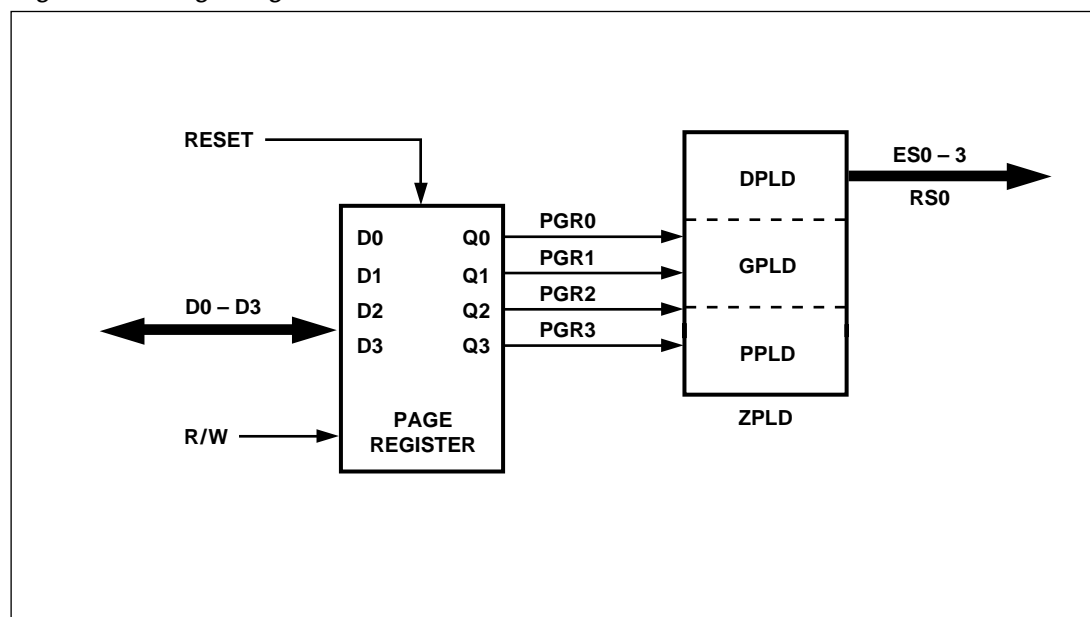 RESET
D0 – D3
R/W
D0 Q0
D1 Q1
D2 Q2
D3 Q3
PAGE
REGISTER
PGR0
PGR1
PGR2
PGR3
DPLD
GPLD
PPLD
ZPLD
ES0 – 3
RS0